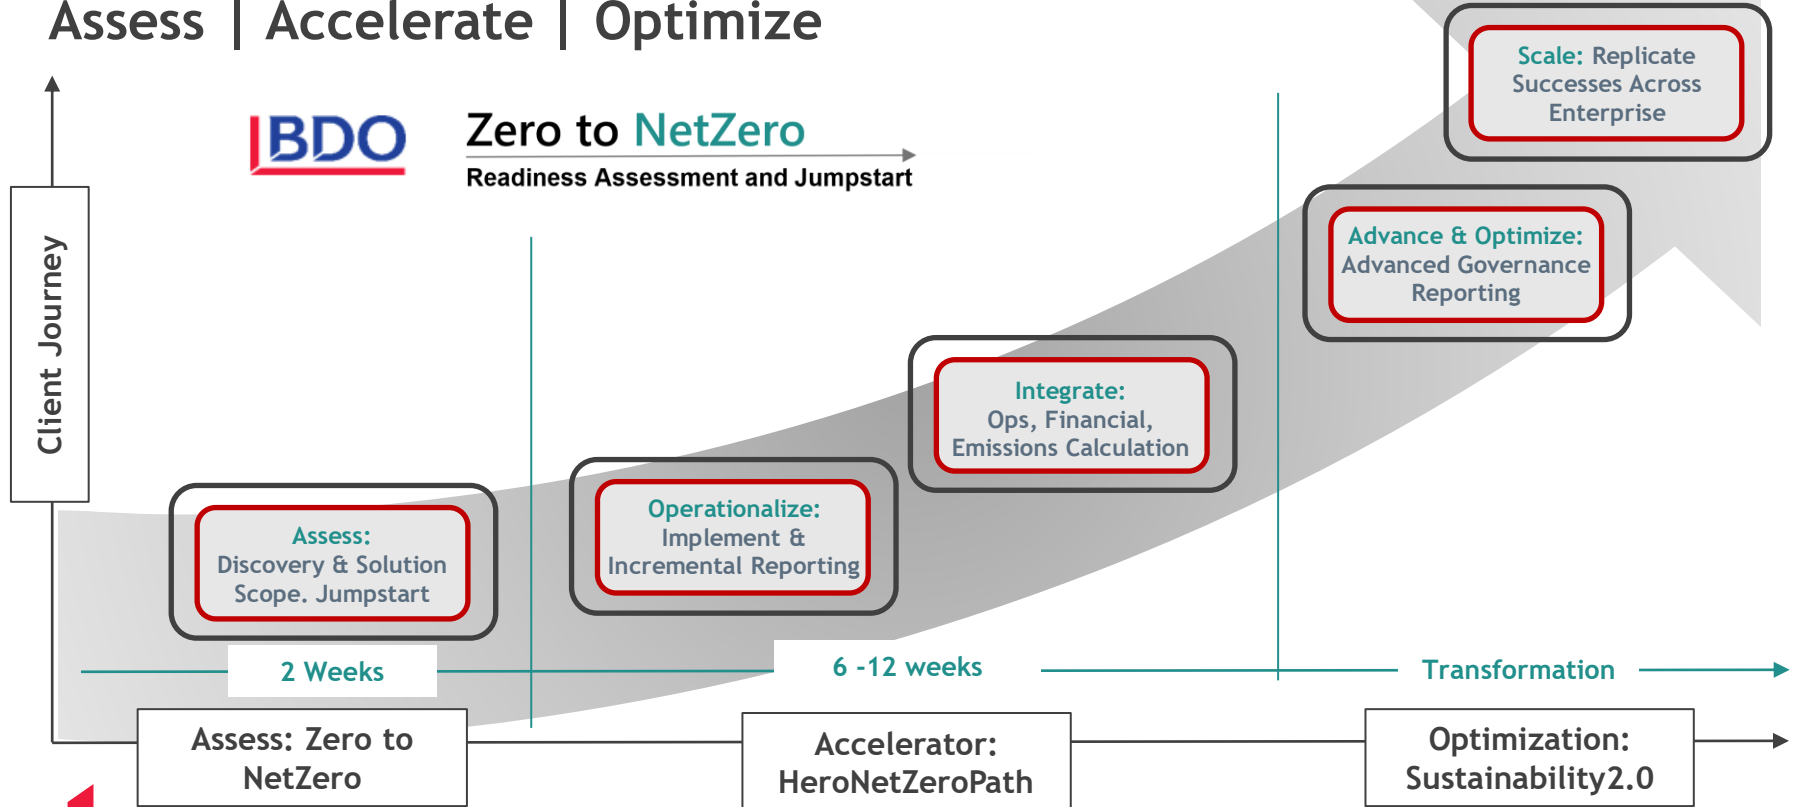 Assess | Accelerate | Optimize
BDO
Zero to NetZero
Readiness Assessment and Jumpstart
Client Journey
Scale: Replicate
Successes Across
Enterprise
Advance & Optimize:
Advanced Governance
Reporting
Integrate:
Ops, Financial,
Emissions Calculation
Operationalize:
Implement &
Incremental Reporting
Assess:
Discovery & Solution
Scope. Jumpstart
2 Weeks
6 -12 weeks
Transformation
Assess: Zero to
NetZero
Accelerator:
HeroNetZeroPath
Optimization:
Sustainability2.0